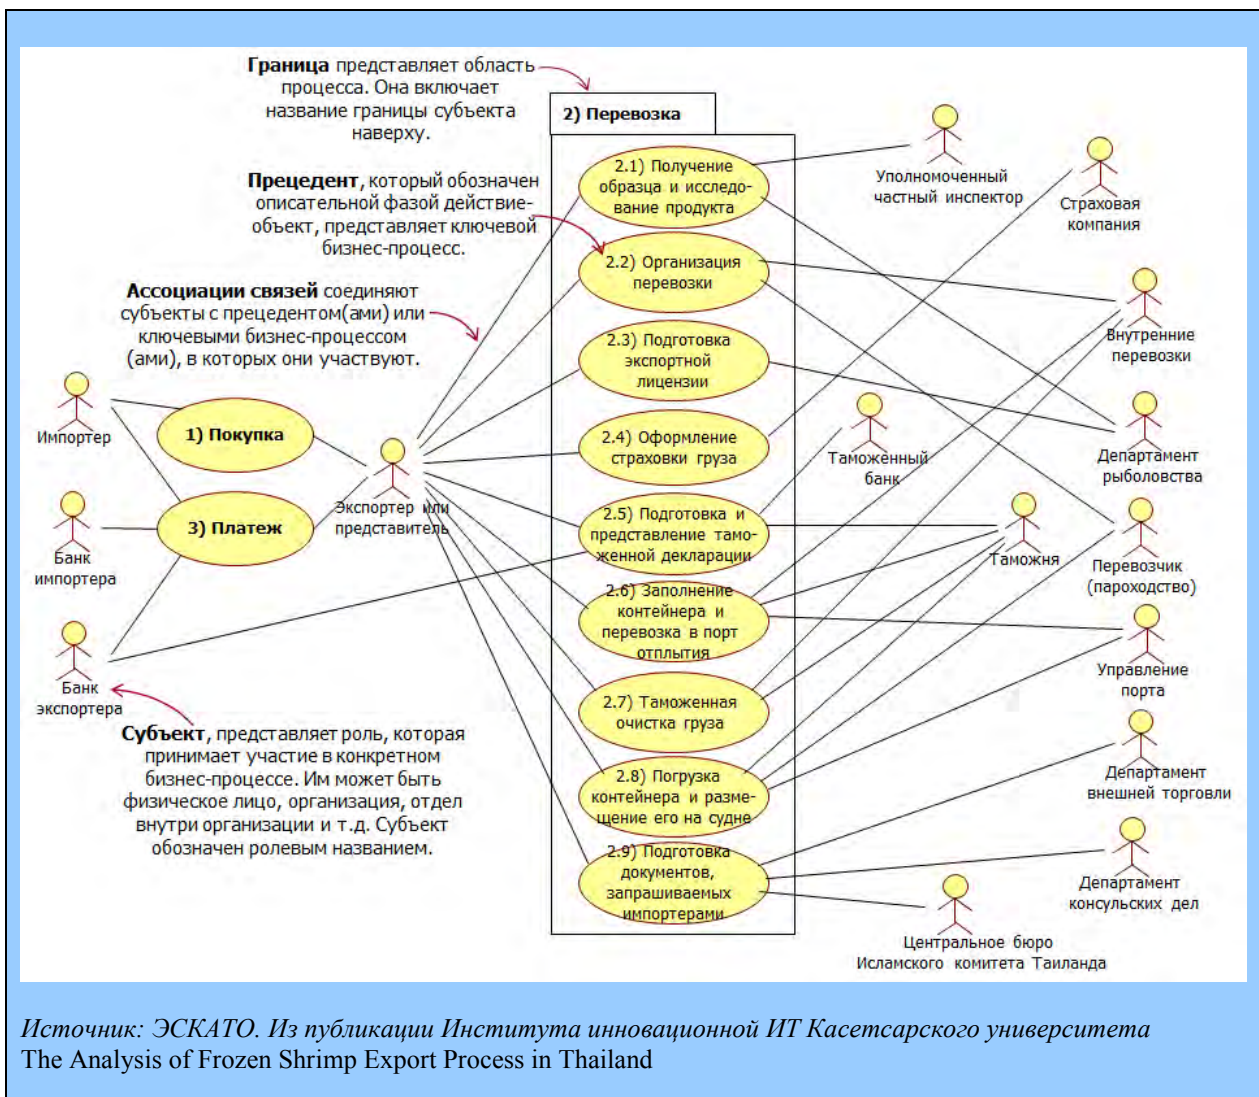 Граница представляет область
процесса. Она включает
название границы субъекта
наверху.
2) Перевозка
Прецедент, который обозначен
описательной фазой действие-
объект, представляет ключевой
бизнес-процесс.
Ассоциации связей соединяют
субъекты с прецедентом(ами) или
ключевыми бизнес-процессом
(ами), в которых они участвуют.
Импортер
Банк
импортера
Банк
экспортера
1) Покупка
3) Платеж
Экспортер или
представитель
Субъект, представляет роль, которая
принимает участие в конкретном
бизнес-процессе. Им может быть
физическое лицо, организация, отдел
внутри организации и т.д. Субъект
обозначен ролевым названием.
2.1) Получение
образца и исследо-
вание продукта
2.2) Организация
перевозки
2.3) Подготовка
экспортной
лицензии
2.4) Оформление
страховки груза
2.5) Подготовка и
представление тамо-
женной декларации
2.6) Заполнение
контейнера и
перевозка в порт
отплытия
2.7) Таможенная
очистка груза
2.8) Погрузка
контейнера и разме-
щение его на судне
2.9) Подготовка
документов,
запрашиваемых
импортерами
Уполномоченный
частный инспектор
Страховая
компания
Внутренние
перевозки
Таможенный
банк
Департамент
рыболовства
Таможня
Перевозчик
(пароходство)
Управление
порта
Департамент
внешней торговли
Департамент
консульских дел
Центральное бюро
Исламского комитета Таиланда
Источник: ЭСКАТО. Из публикации Института инновационной ИТ Касетсарского университета
The Analysis of Frozen Shrimp Export Process in Thailand